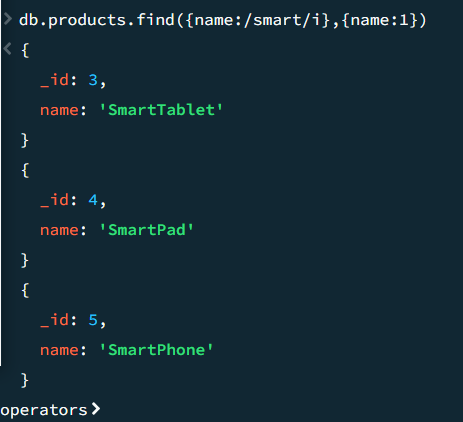 > db.products.find({name:/smart/i},{name:1})
< {
_id: 3,
name: 'SmartTablet'
}
{
_id: 4,
name: 'SmartPad'
}
{
_id: 5,
name: 'SmartPhone'
}
operators>